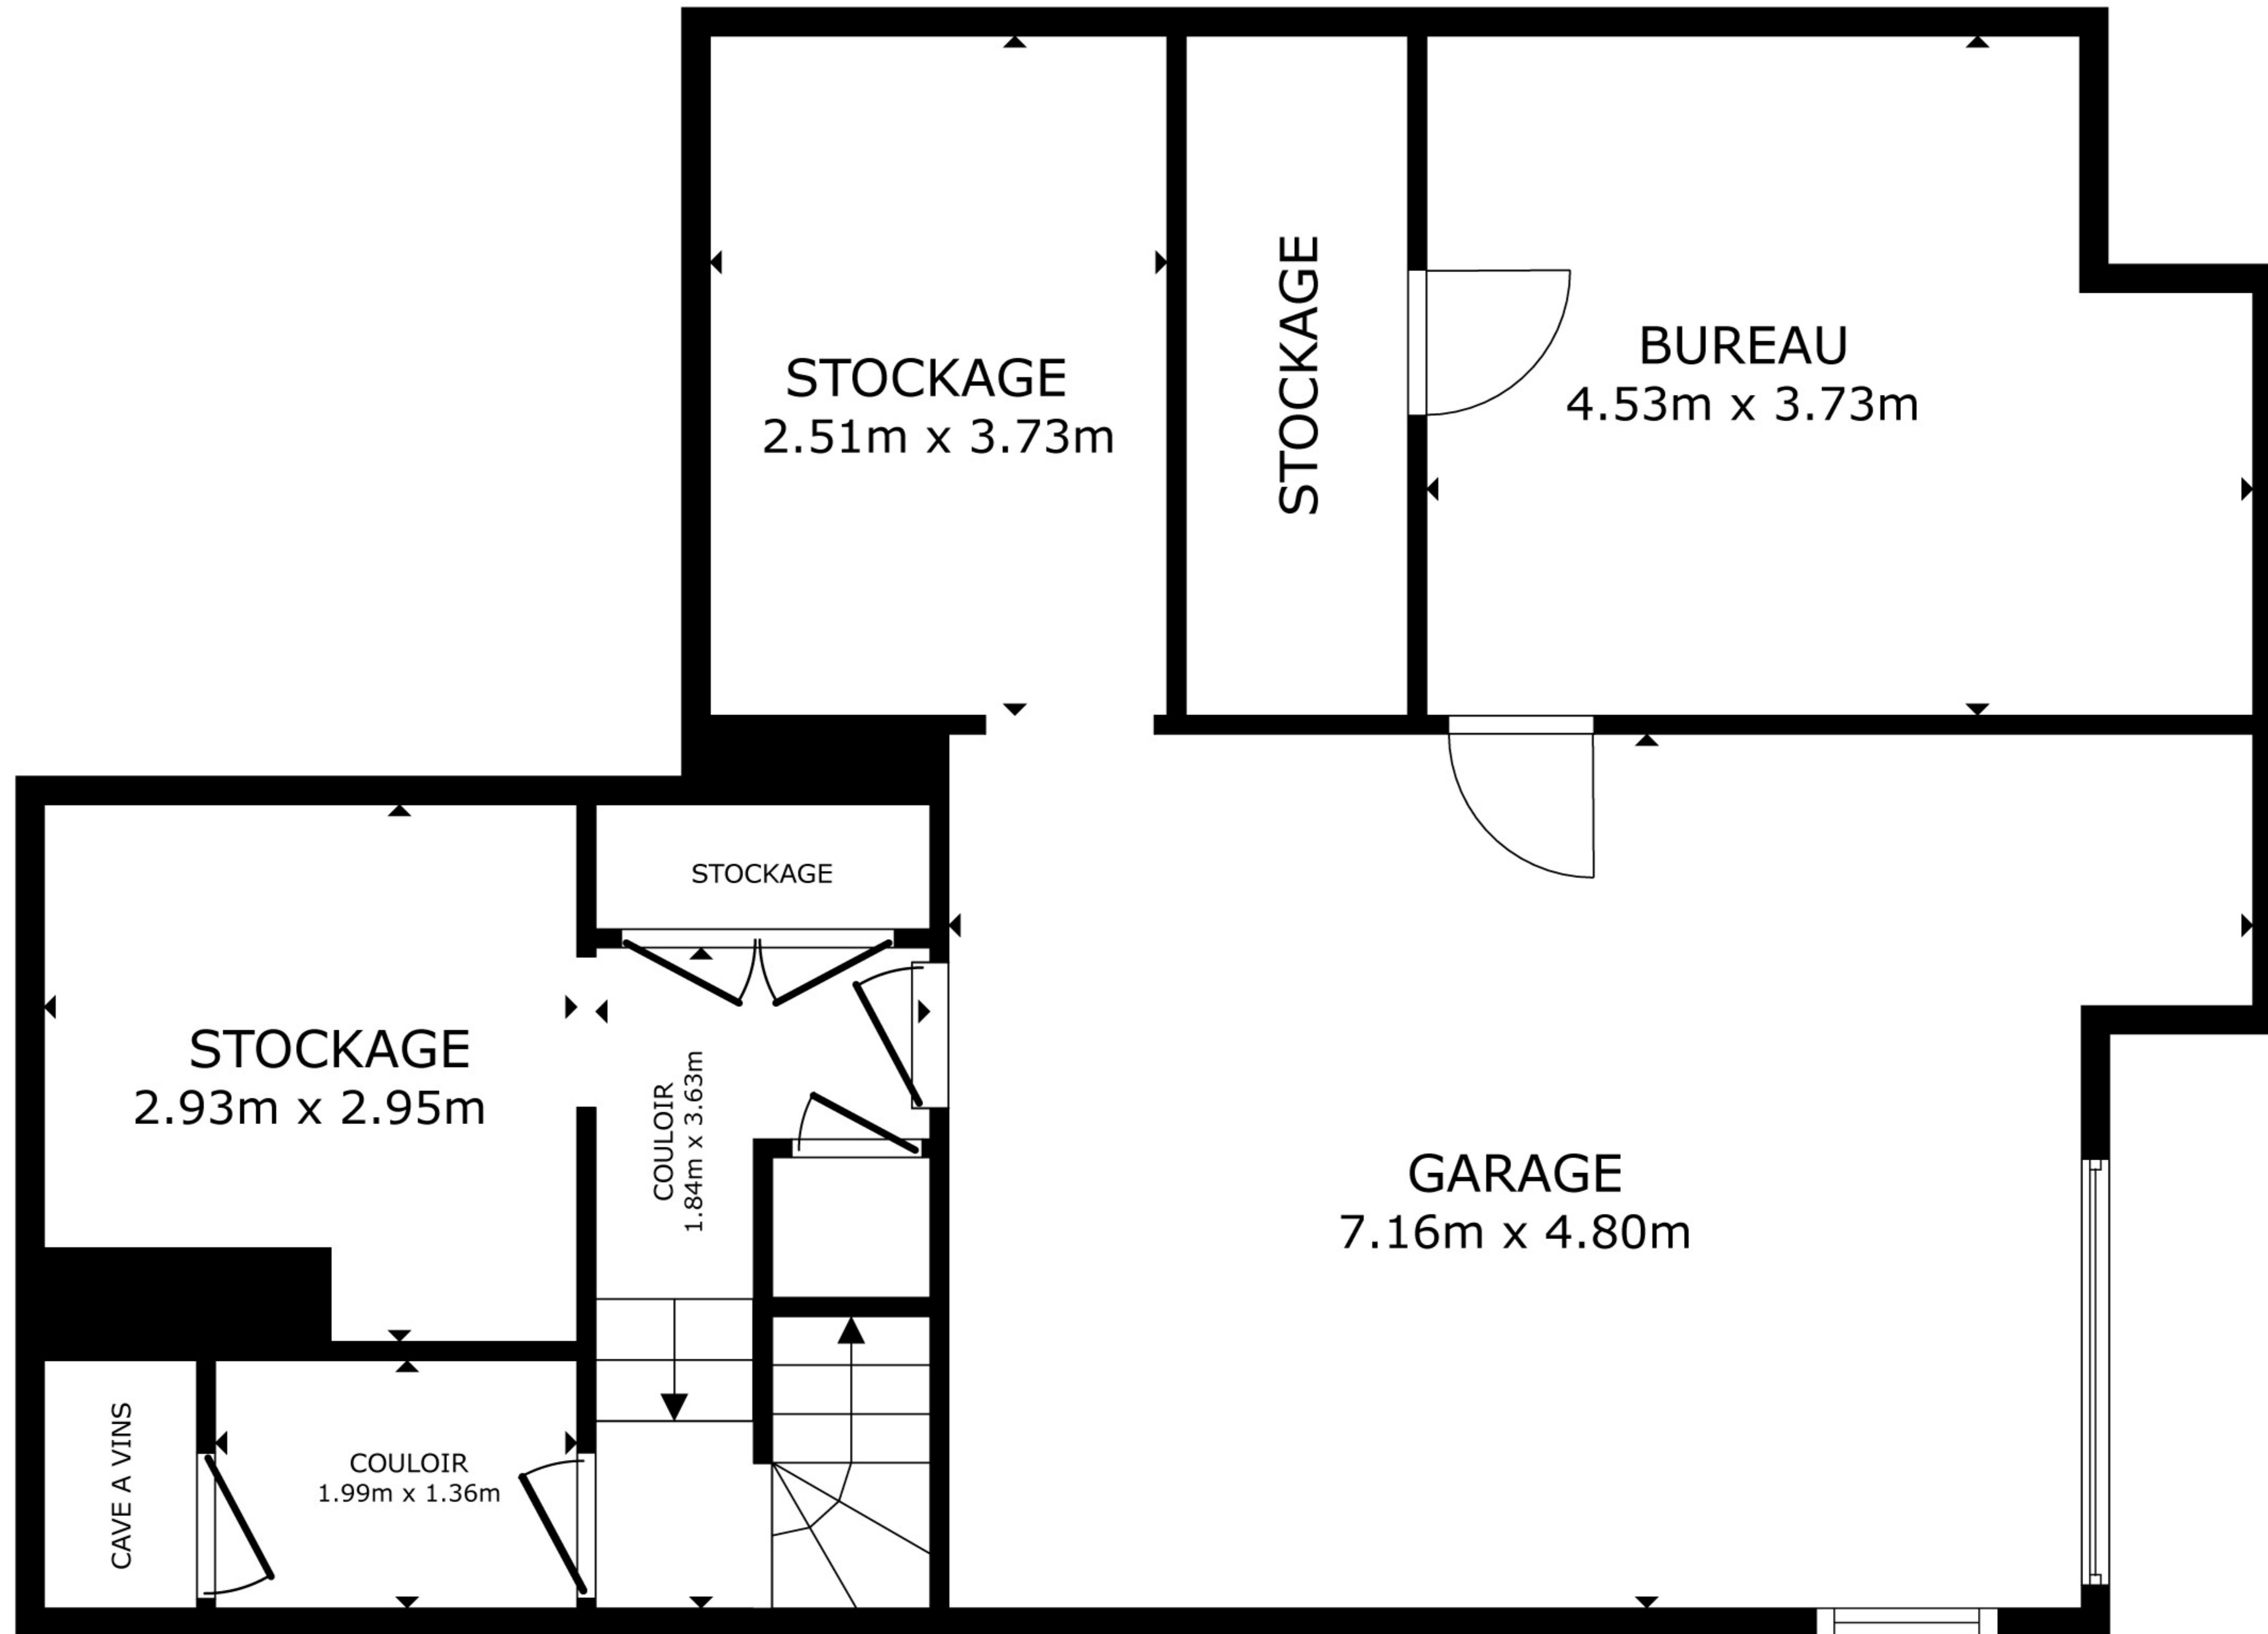 STOCKAGE
2.51m x 3.73m
STOCKAGE
BUREAU
4.53m x 3.73m
STOCKAGE
STOCKAGE
2.93m x 2.95m
COULOIR
1.84m x 3.63m
GARAGE
7.16m x 4.80m
CAVE A VINS
COULOIR
1.99m x 1.36m